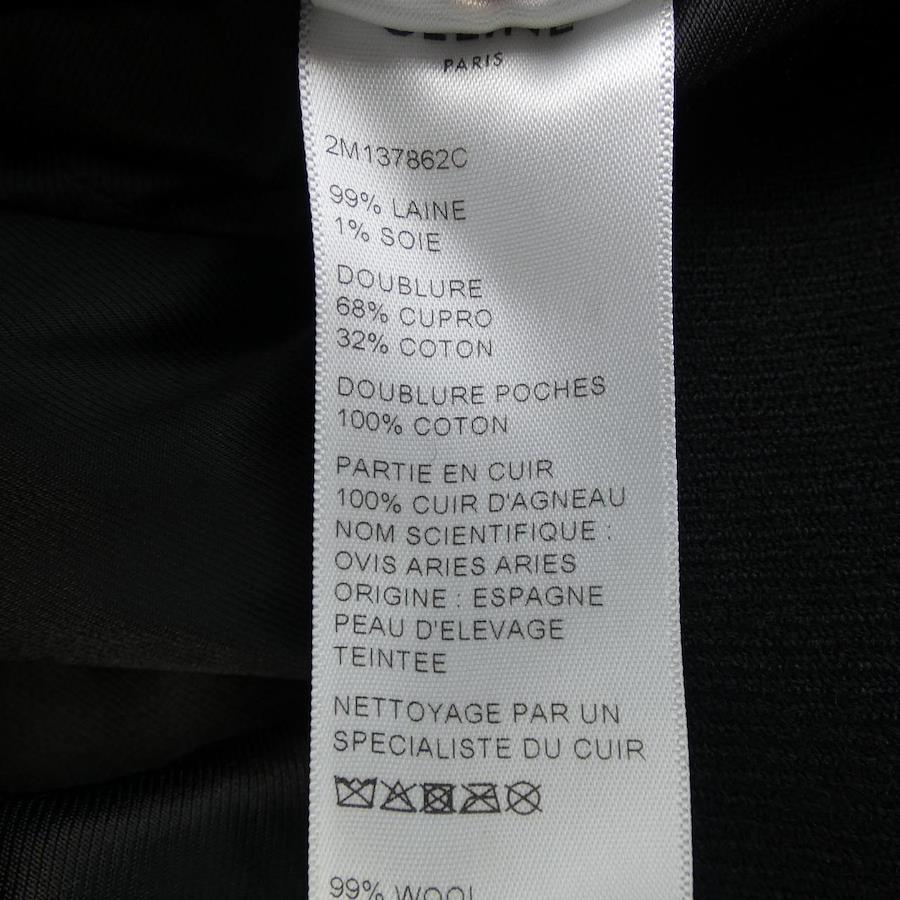 CELINE
PARIS
2M137862C
99% LAINE
1% SOIE
DOUBLURE
68% CUPRO
32% COTON
DOUBLURE POCHES
100% COTON
PARTIE EN CUIR
100% CUIR D'AGNEAU
NOM SCIENTIFIQUE :
OVIS ARIES ARIES
ORIGINE : ESPAGNE
PEAU D'ELEVAGE
TEINTEE
NETTOYAGE PAR UN
SPECIALISTE DU CUIR
99% WOOL